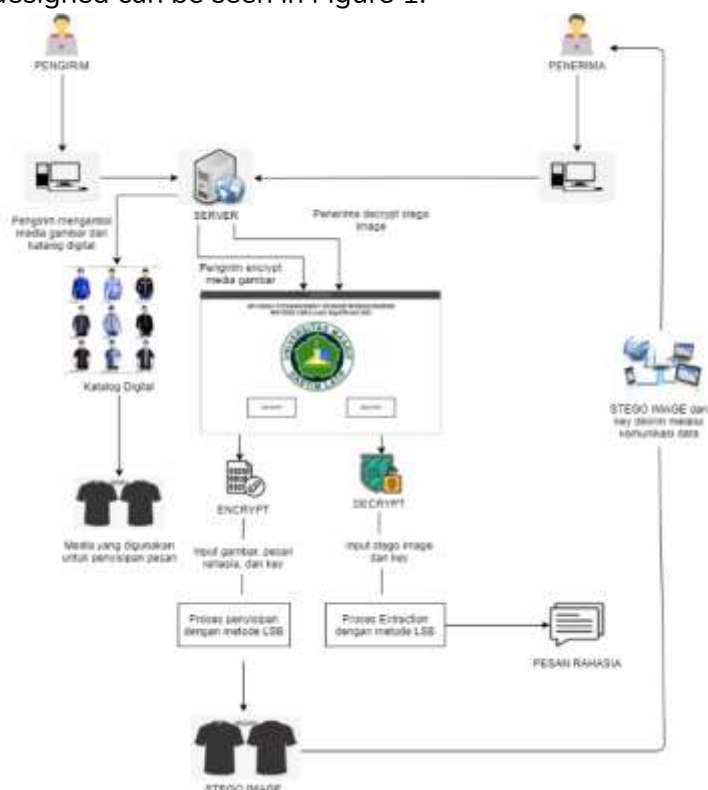 designed can be seen in Figure 1.
PENGIRIM
PENERIMA
SERVER
Pengirim mengambil
media gambar dari
katalog digital
Penerima decrypt stego
image
Pengirim encrypt
media gambar
Katalog Digital
ENCRYPT
DECRYPT
STEGO IMAGE dan
key dikirim melalui
komunikasi data
Media yang digunakan
untuk penyisipan pesan
Input gambar, pesan
rahasia, dan key
Input stego image
dan key
Proses penyisipan
dengan metode LSB
Proses Extraction
dengan metode LSB
PESAN RAHASIA
STEGO IMAGE